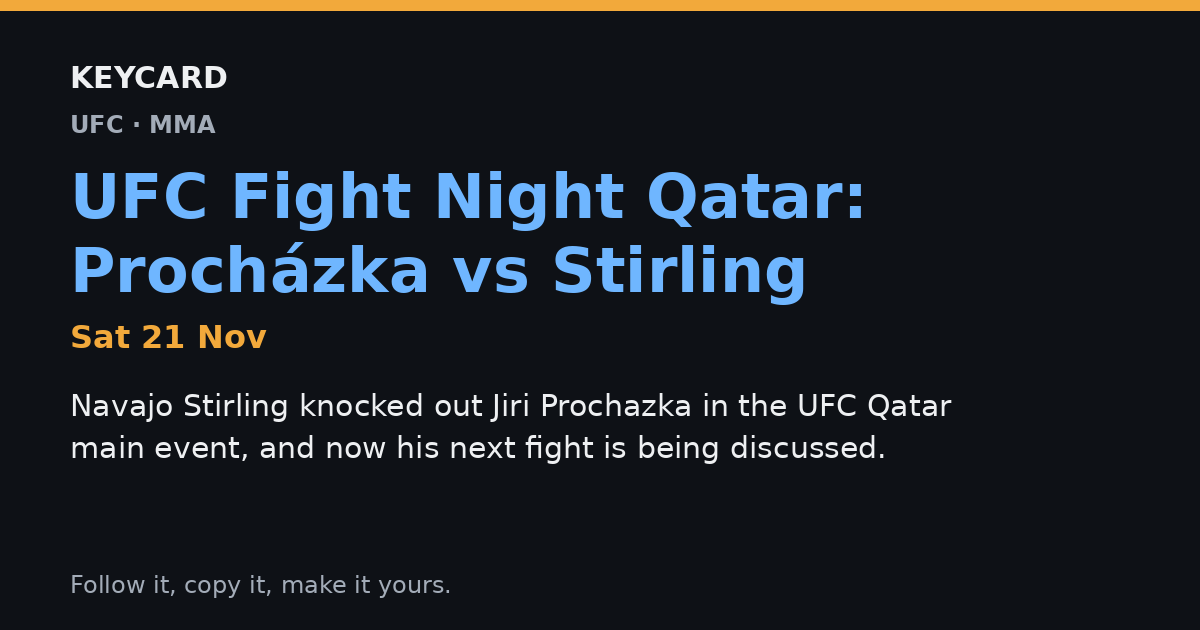 KEYCARD
UFC · MMA
UFC Fight Night Qatar:
Procházka vs Stirling
Sat 21 Nov
Navajo Stirling knocked out Jiri Prochazka in the UFC Qatar
main event, and now his next fight is being discussed.
Follow it, copy it, make it yours.